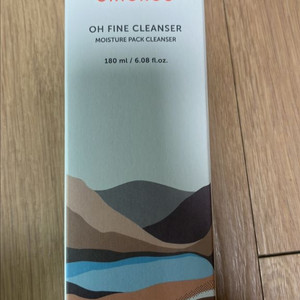 OH FINE CLEANSER
MOISTURE PACK CLEANSER
180 ml / 6.08 fl.oz.